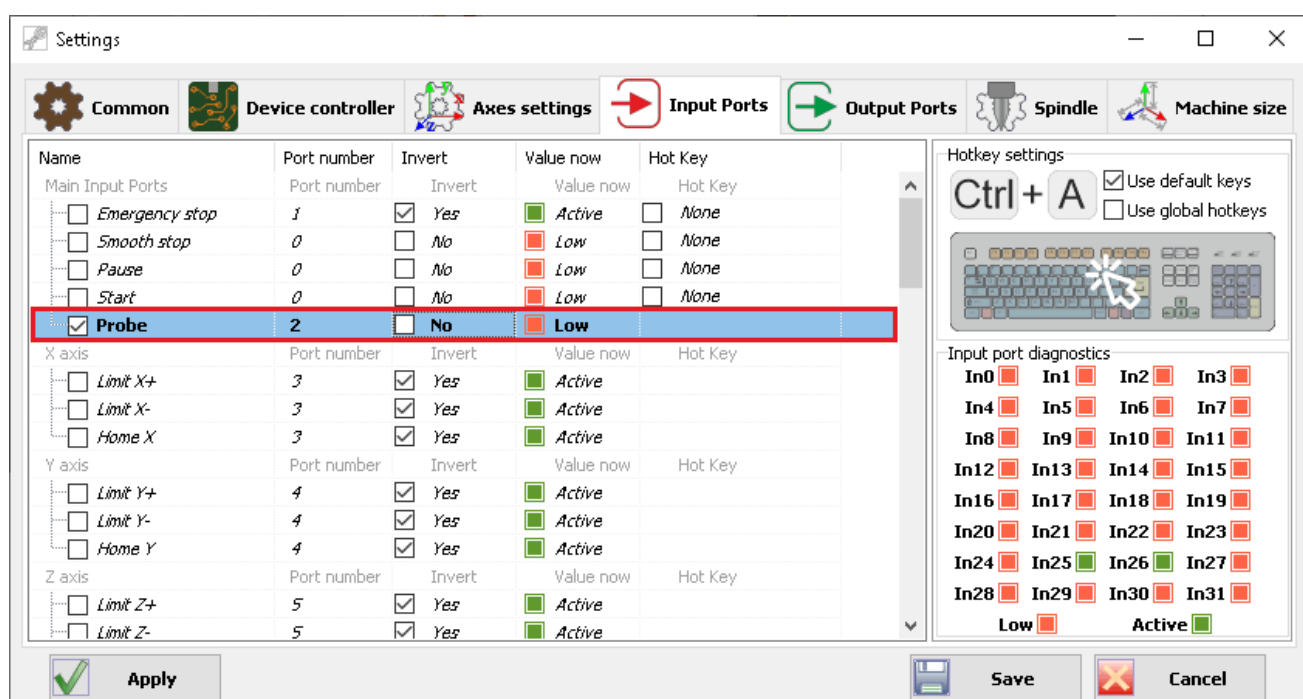 Settings
Common Device controller Axes settings Input Ports Output Ports Spindle Machine size
Name Port number Invert Value now Hot Key
Main Input Ports Port number Invert Value now Hot Key
Emergency stop 1 Yes Active None
Smooth stop 0 No Low None
Pause 0 No Low None
Start 0 No Low None
Probe 2 No Low
X axis Port number Invert Value now Hot Key
Limit X+ 3 Yes Active
Limit X- 3 Yes Active
Home X 3 Yes Active
Y axis Port number Invert Value now Hot Key
Limit Y+ 4 Yes Active
Limit Y- 4 Yes Active
Home Y 4 Yes Active
Z axis Port number Invert Value now Hot Key
Limit Z+ 5 Yes Active
Limit Z- 5 Yes Active
Hotkey settings
Ctrl + A
Use default keys
Use global hotkeys
Input port diagnostics
In0 In1 In2 In3
In4 In5 In6 In7
In8 In9 In10 In11
In12 In13 In14 In15
In16 In17 In18 In19
In20 In21 In22 In23
In24 In25 In26 In27
In28 In29 In30 In31
Low Active
Apply Save Cancel